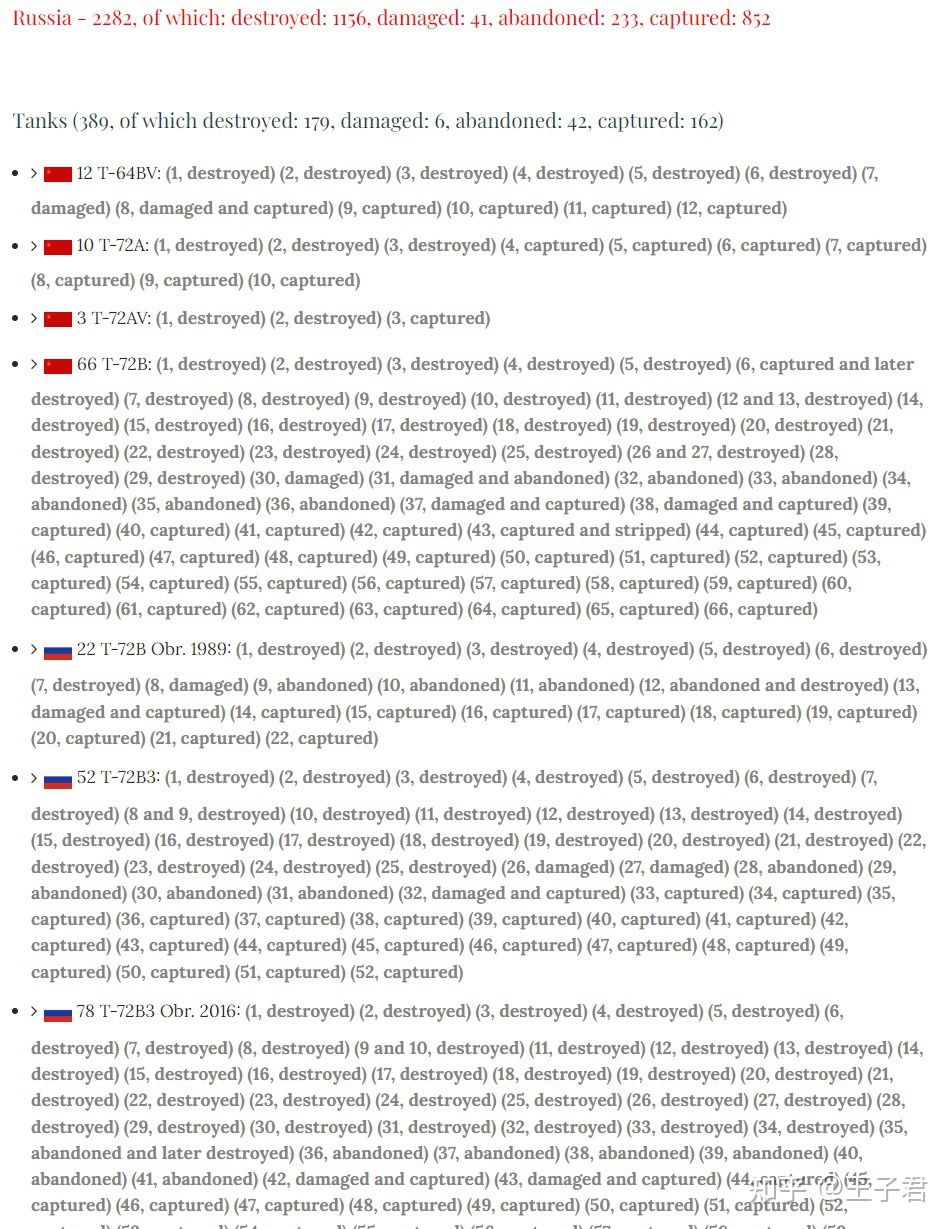 Russia - 2282, of which: destroyed: 1156, damaged: 41, abandoned: 233, captured: 852
Tanks (389, of which destroyed: 179, damaged: 6, abandoned: 42, captured: 162)
12 T-64BV: (1, destroyed) (2, destroyed) (3, destroyed) (4, destroyed) (5, destroyed) (6, destroyed) (7,
damaged) (8, damaged and captured) (9, captured) (10, captured) (11, captured) (12, captured)
10 T-72A: (1, destroyed) (2, destroyed) (3, destroyed) (4, captured) (5, captured) (6, captured) (7, captured)
(8, captured) (9, captured) (10, captured)
3 T-72AV: (1, destroyed) (2, destroyed) (3, captured)
66 T-72B: (1, destroyed) (2, destroyed) (3, destroyed) (4, destroyed) (5, destroyed) (6, captured and later
destroyed) (7, destroyed) (8, destroyed) (9, destroyed) (10, destroyed) (11, destroyed) (12 and 13, destroyed) (14,
destroyed) (15, destroyed) (16, destroyed) (17, destroyed) (18, destroyed) (19, destroyed) (20, destroyed) (21,
destroyed) (22, destroyed) (23, destroyed) (24, destroyed) (25, destroyed) (26 and 27, destroyed) (28,
destroyed) (29, destroyed) (30, damaged) (31, damaged and abandoned) (32, abandoned) (33, abandoned) (34,
abandoned) (35, abandoned) (36, abandoned) (37, damaged and captured) (38, damaged and captured) (39,
captured) (40, captured) (41, captured) (42, captured) (43, captured and stripped) (44, captured) (45, captured)
(46, captured) (47, captured) (48, captured) (49, captured) (50, captured) (51, captured) (52, captured) (53,
captured) (54, captured) (55, captured) (56, captured) (57, captured) (58, captured) (59, captured) (60,
captured) (61, captured) (62, captured) (63, captured) (64, captured) (65, captured) (66, captured)
22 T-72B Obr. 1989: (1, destroyed) (2, destroyed) (3, destroyed) (4, destroyed) (5, destroyed) (6, destroyed)
(7, destroyed) (8, damaged) (9, abandoned) (10, abandoned) (11, abandoned) (12, abandoned and destroyed) (13,
damaged and captured) (14, captured) (15, captured) (16, captured) (17, captured) (18, captured) (19, captured)
(20, captured) (21, captured) (22, captured)
52 T-72B3: (1, destroyed) (2, destroyed) (3, destroyed) (4, destroyed) (5, destroyed) (6, destroyed) (7,
destroyed) (8 and 9, destroyed) (10, destroyed) (11, destroyed) (12, destroyed) (13, destroyed) (14, destroyed)
(15, destroyed) (16, destroyed) (17, destroyed) (18, destroyed) (19, destroyed) (20, destroyed) (21, destroyed) (22,
destroyed) (23, destroyed) (24, destroyed) (25, destroyed) (26, damaged) (27, damaged) (28, abandoned) (29,
abandoned) (30, abandoned) (31, abandoned) (32, damaged and captured) (33, captured) (34, captured) (35,
captured) (36, captured) (37, captured) (38, captured) (39, captured) (40, captured) (41, captured) (42,
captured) (43, captured) (44, captured) (45, captured) (46, captured) (47, captured) (48, captured) (49,
captured) (50, captured) (51, captured) (52, captured)
78 T-72B3 Obr. 2016: (1, destroyed) (2, destroyed) (3, destroyed) (4, destroyed) (5, destroyed) (6,
destroyed) (7, destroyed) (8, destroyed) (9 and 10, destroyed) (11, destroyed) (12, destroyed) (13, destroyed) (14,
destroyed) (15, destroyed) (16, destroyed) (17, destroyed) (18, destroyed) (19, destroyed) (20, destroyed) (21,
destroyed) (22, destroyed) (23, destroyed) (24, destroyed) (25, destroyed) (26, destroyed) (27, destroyed) (28,
destroyed) (29, destroyed) (30, destroyed) (31, destroyed) (32, destroyed) (33, destroyed) (34, destroyed) (35,
abandoned and later destroyed) (36, abandoned) (37, abandoned) (38, abandoned) (39, abandoned) (40,
abandoned) (41, abandoned) (42, damaged and captured) (43, damaged and captured) (44, captured) (45,
captured) (46, captured) (47, captured) (48, captured) (49, captured) (50, captured) (51, captured) (52,
知乎 @王子君